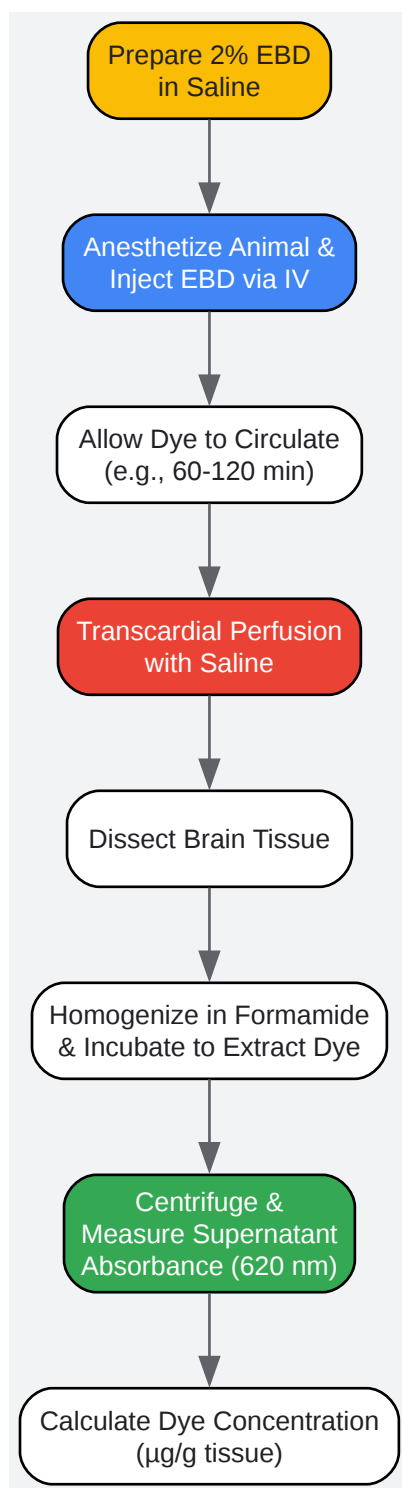 Prepare 2% EBD
in Saline
Anesthetize Animal &
Inject EBD via IV
Allow Dye to Circulate
(e.g., 60-120 min)
Transcardial Perfusion
with Saline
Dissect Brain Tissue
Homogenize in Formamide
& Incubate to Extract Dye
Centrifuge &
Measure Supernatant
Absorbance (620 nm)
Calculate Dye Concentration
(µg/g tissue)